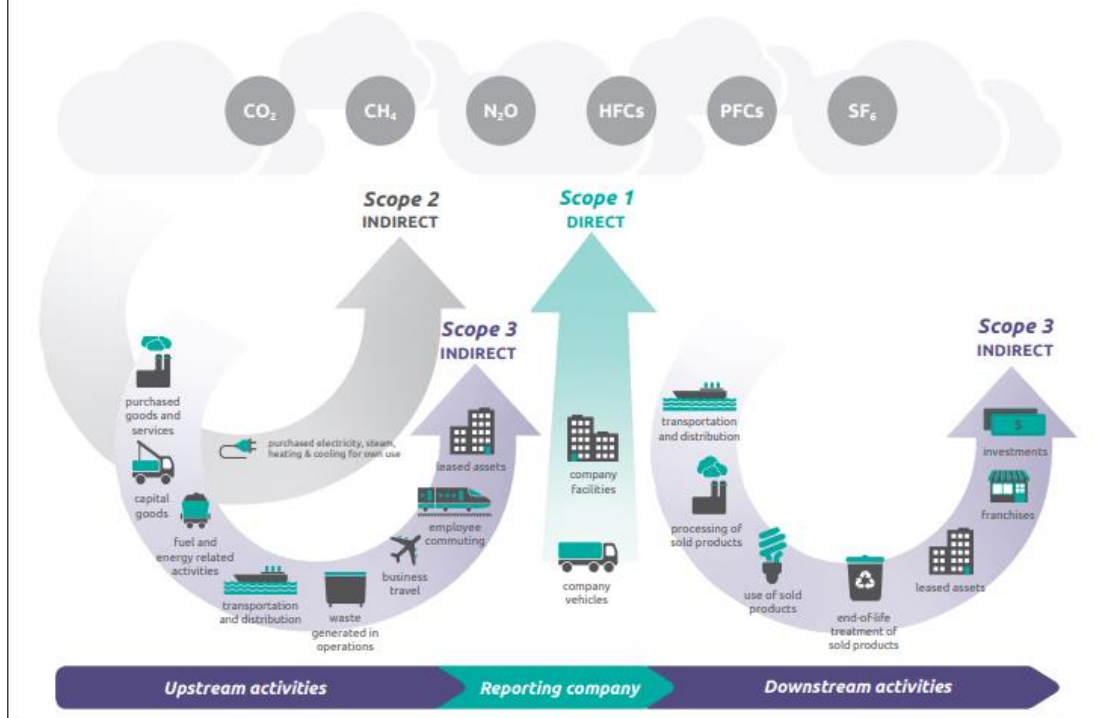 CO₂
CH₄
N₂O
HFCs
PFCs
SF₆
Scope 2
INDIRECT
Scope 1
DIRECT
Scope 3
INDIRECT
Scope 3
INDIRECT
purchased
goods and
services
capital
goods
fuel and
energy related
activities
transportation
and distribution
waste
generated in
operations
business
travel
employee
commuting
leased assets
purchased electricity, steam,
heating & cooling for own use
company
facilities
company
vehicles
transportation
and distribution
processing of
sold products
use of sold
products
end-of-life
treatment of
sold products
leased assets
franchises
investments
$
Upstream activities
Reporting company
Downstream activities